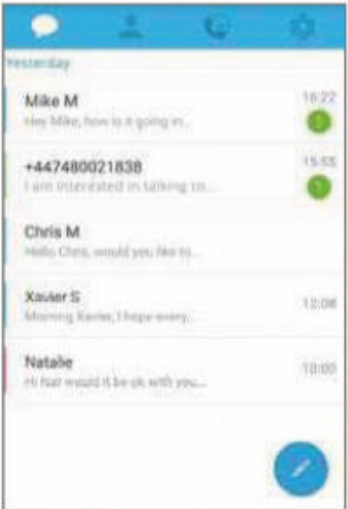 Yesterday
Mike M
16:22
Hey Mike, how is it going m...
+447480021838
15:55
I am interested in talking to...
Chris M
Hello Chris, would you like to...
Xavier S
12:08
Morning Xavier, I hope every...
Natalie
10:00
Hi Nat would it be ok with you...